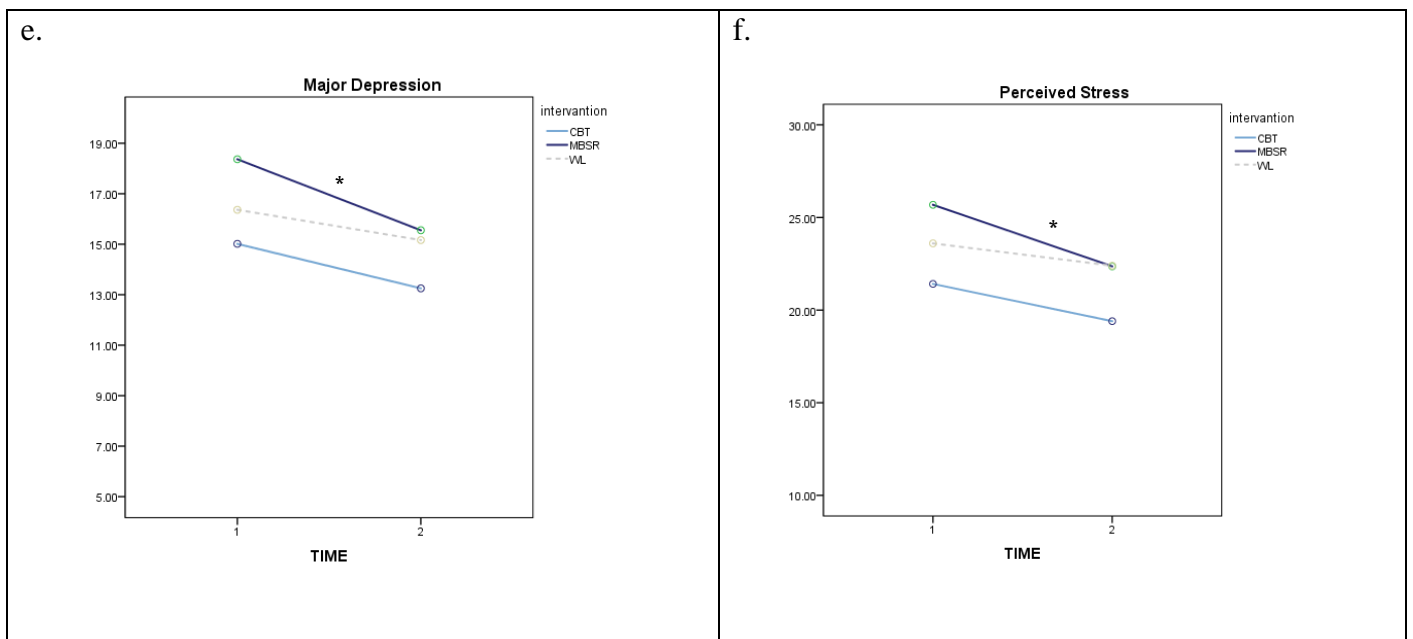 e.
Major Depression
intervantion
CBT
MBSR
WL
19.00
17.00
15.00
13.00
11.00
9.00
7.00
5.00
*
1 2
TIME
f.
Perceived Stress
intervantion
CBT
MBSR
WL
30.00
25.00
20.00
15.00
10.00
*
1 2
TIME